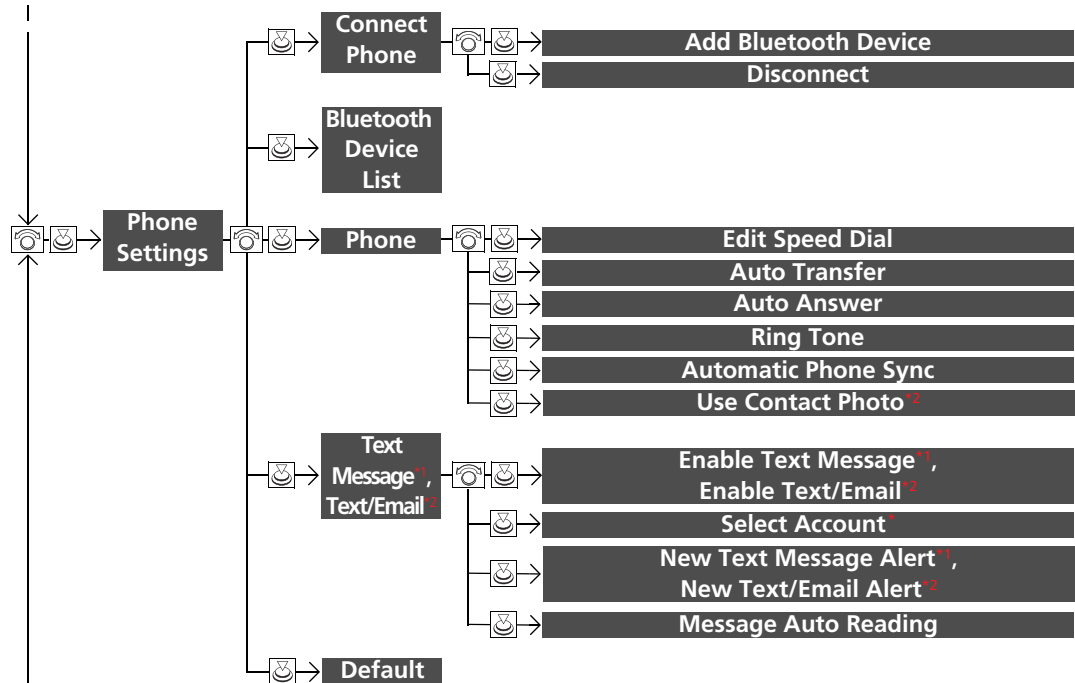 Connect
Phone
Add Bluetooth Device
Disconnect
Bluetooth
Device
List
Phone
Settings
Phone
Edit Speed Dial
Auto Transfer
Auto Answer
Ring Tone
Automatic Phone Sync
Use Contact Photo*2
Text
Message*1,
Text/Email*2
Enable Text Message*1,
Enable Text/Email*2
Select Account*
New Text Message Alert*1,
New Text/Email Alert*2
Message Auto Reading
Default